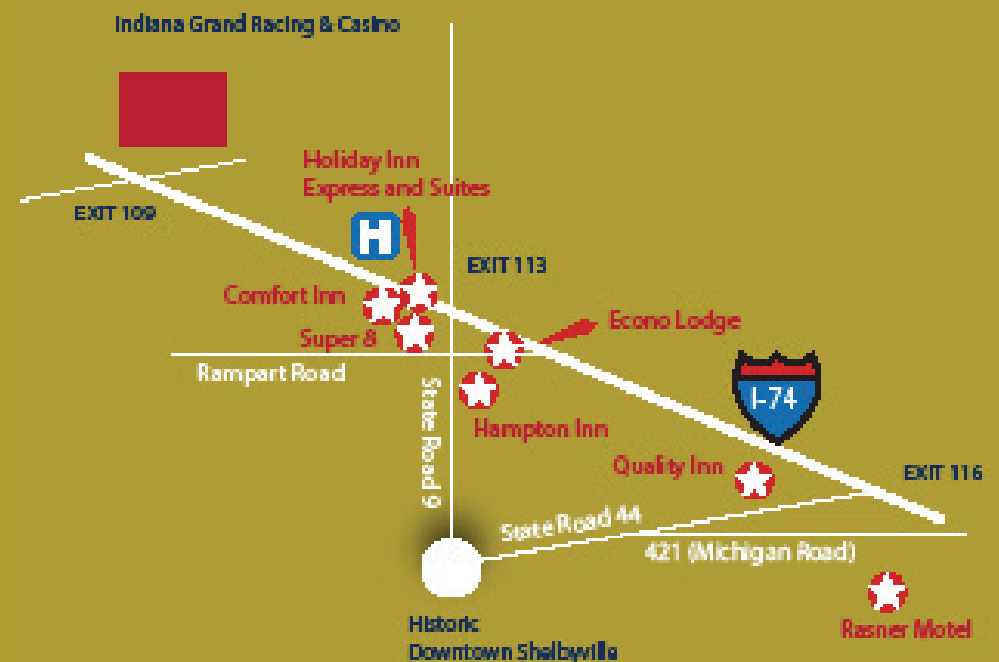 Indiana Grand Racing & Casino
Holiday Inn
Express and Suites
EXIT 109
H
EXIT 113
Comfort Inn
Econo Lodge
Super 8
Rampart Road
I-74
State Road 9
Hampton Inn
Quality Inn
EXIT 116
State Road 44
421 (Michigan Road)
Historic
Downtown Shelbyville
Rasner Motel